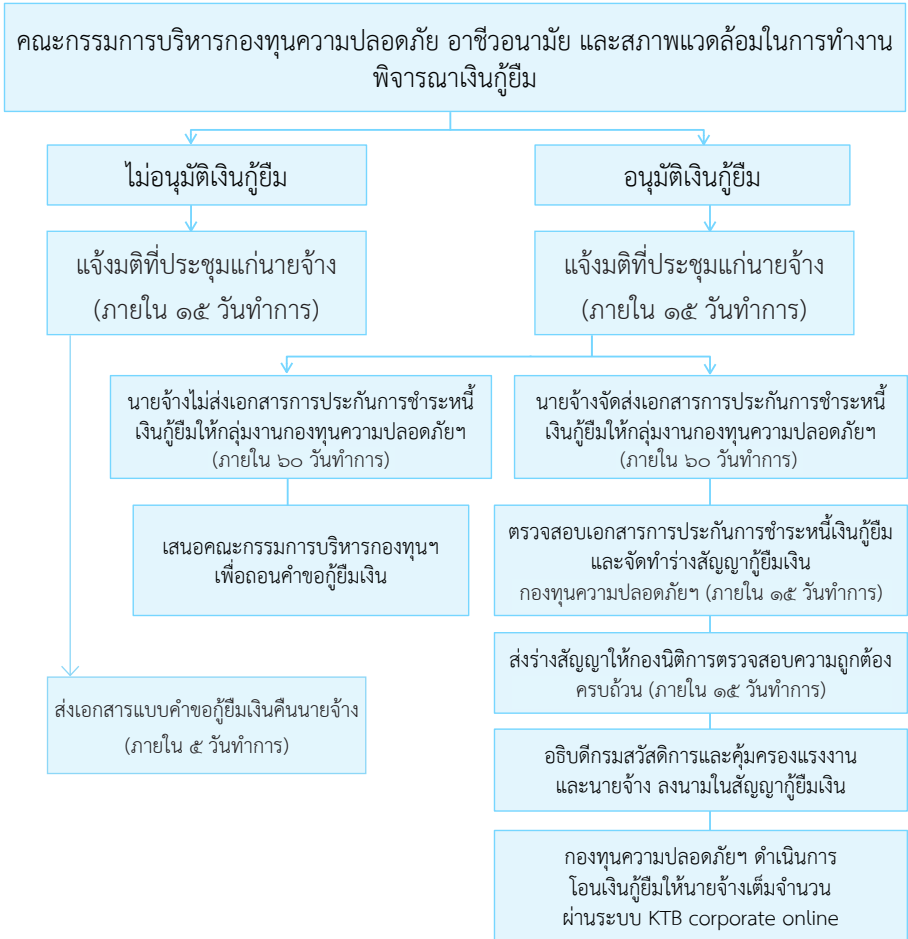 คณะกรรมการบริหารกองทุนความปลอดภัย อาชีวอนามัย และสภาพแวดล้อมในการทำงาน
พิจารณาเงินกู้ยืม
ไม่อนุมัติเงินกู้ยืม
แจ้งมติที่ประชุมแก่นายจ้าง
(ภายใน ๑๕ วันทำการ)
ส่งเอกสารแบบคำขอกู้ยืมเงินคืนนายจ้าง
(ภายใน ๕ วันทำการ)
อนุมัติเงินกู้ยืม
แจ้งมติที่ประชุมแก่นายจ้าง
(ภายใน ๑๕ วันทำการ)
นายจ้างไม่ส่งเอกสารการประกันการชำระหนี้
เงินกู้ยืมให้กลุ่มงานกองทุนความปลอดภัยฯ
(ภายใน ๖๐ วันทำการ)
เสนอคณะกรรมการบริหารกองทุนฯ
เพื่อถอนคำขอกู้ยืมเงิน
นายจ้างจัดส่งเอกสารการประกันการชำระหนี้
เงินกู้ยืมให้กลุ่มงานกองทุนความปลอดภัยฯ
(ภายใน ๖๐ วันทำการ)
ตรวจสอบเอกสารการประกันการชำระหนี้เงินกู้ยืม
และจัดทำร่างสัญญากู้ยืมเงิน
กองทุนความปลอดภัยฯ (ภายใน ๑๕ วันทำการ)
ส่งร่างสัญญาให้กองนิติการตรวจสอบความถูกต้อง
ครบถ้วน (ภายใน ๑๕ วันทำการ)
อธิบดีกรมสวัสดิการและคุ้มครองแรงงาน
และนายจ้าง ลงนามในสัญญากู้ยืมเงิน
กองทุนความปลอดภัยฯ ดำเนินการ
โอนเงินกู้ยืมให้นายจ้างเต็มจำนวน
ผ่านระบบ KTB corporate online